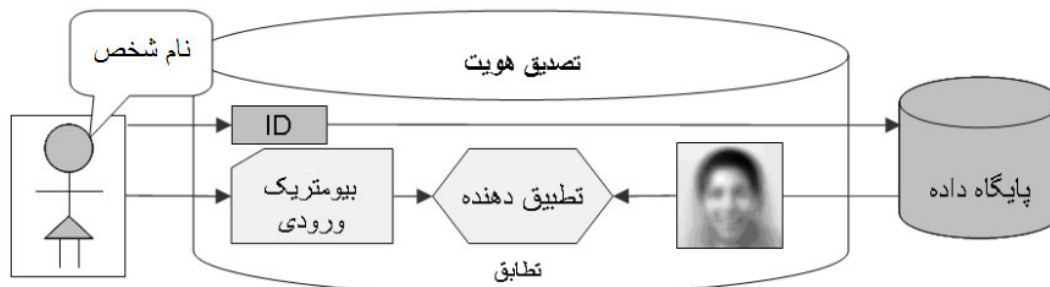 نام شخص
تصدیق هویت
ID
بیومتریک
ورودی
تطبیق دهنده
پایگاه داده
تطابق